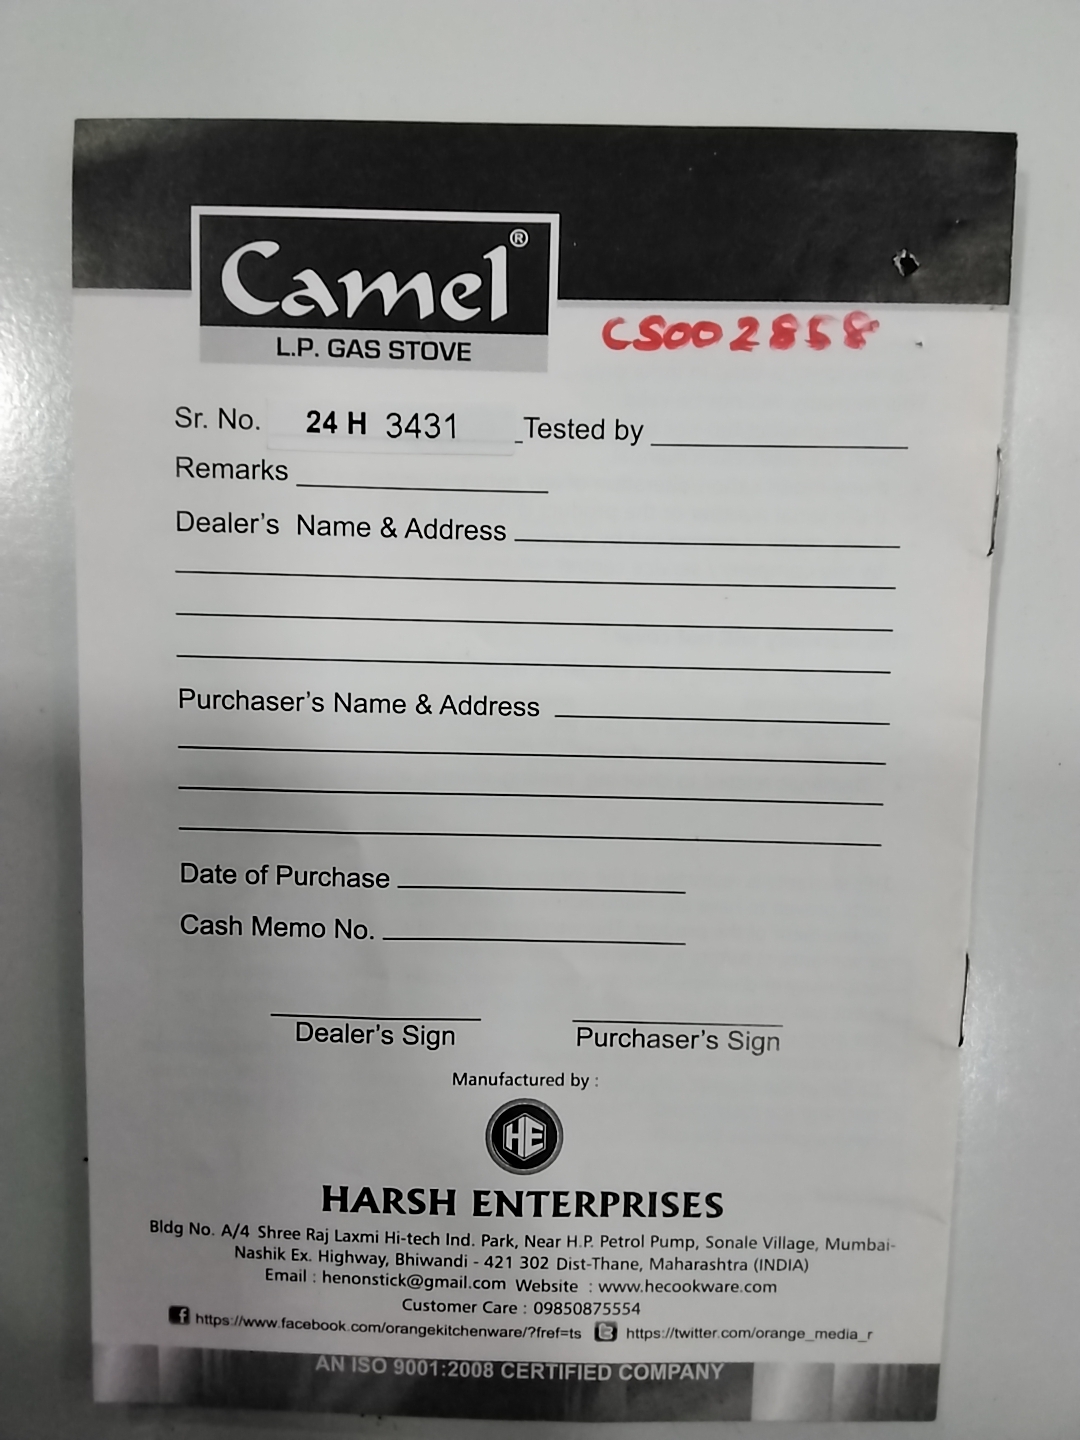 Camel®
L.P. GAS STOVE
CS002858
Sr. No. 24 H 3431 Tested by
Remarks
Dealer's Name & Address
Purchaser's Name & Address
Date of Purchase
Cash Memo No.
Dealer's Sign Purchaser's Sign
Manufactured by :
HE
HARSH ENTERPRISES
Bldg No. A/4 Shree Raj Laxmi Hi-tech Ind. Park, Near H.P. Petrol Pump, Sonale Village, Mumbai-
Nashik Ex. Highway, Bhiwandi - 421 302 Dist-Thane, Maharashtra (INDIA)
Email : henonstick@gmail.com Website : www.hecookware.com
Customer Care : 09850875554
f https://www.facebook.com/orangekitchenware/?fref=ts t https://twitter.com/orange_media_r
AN ISO 9001:2008 CERTIFIED COMPANY